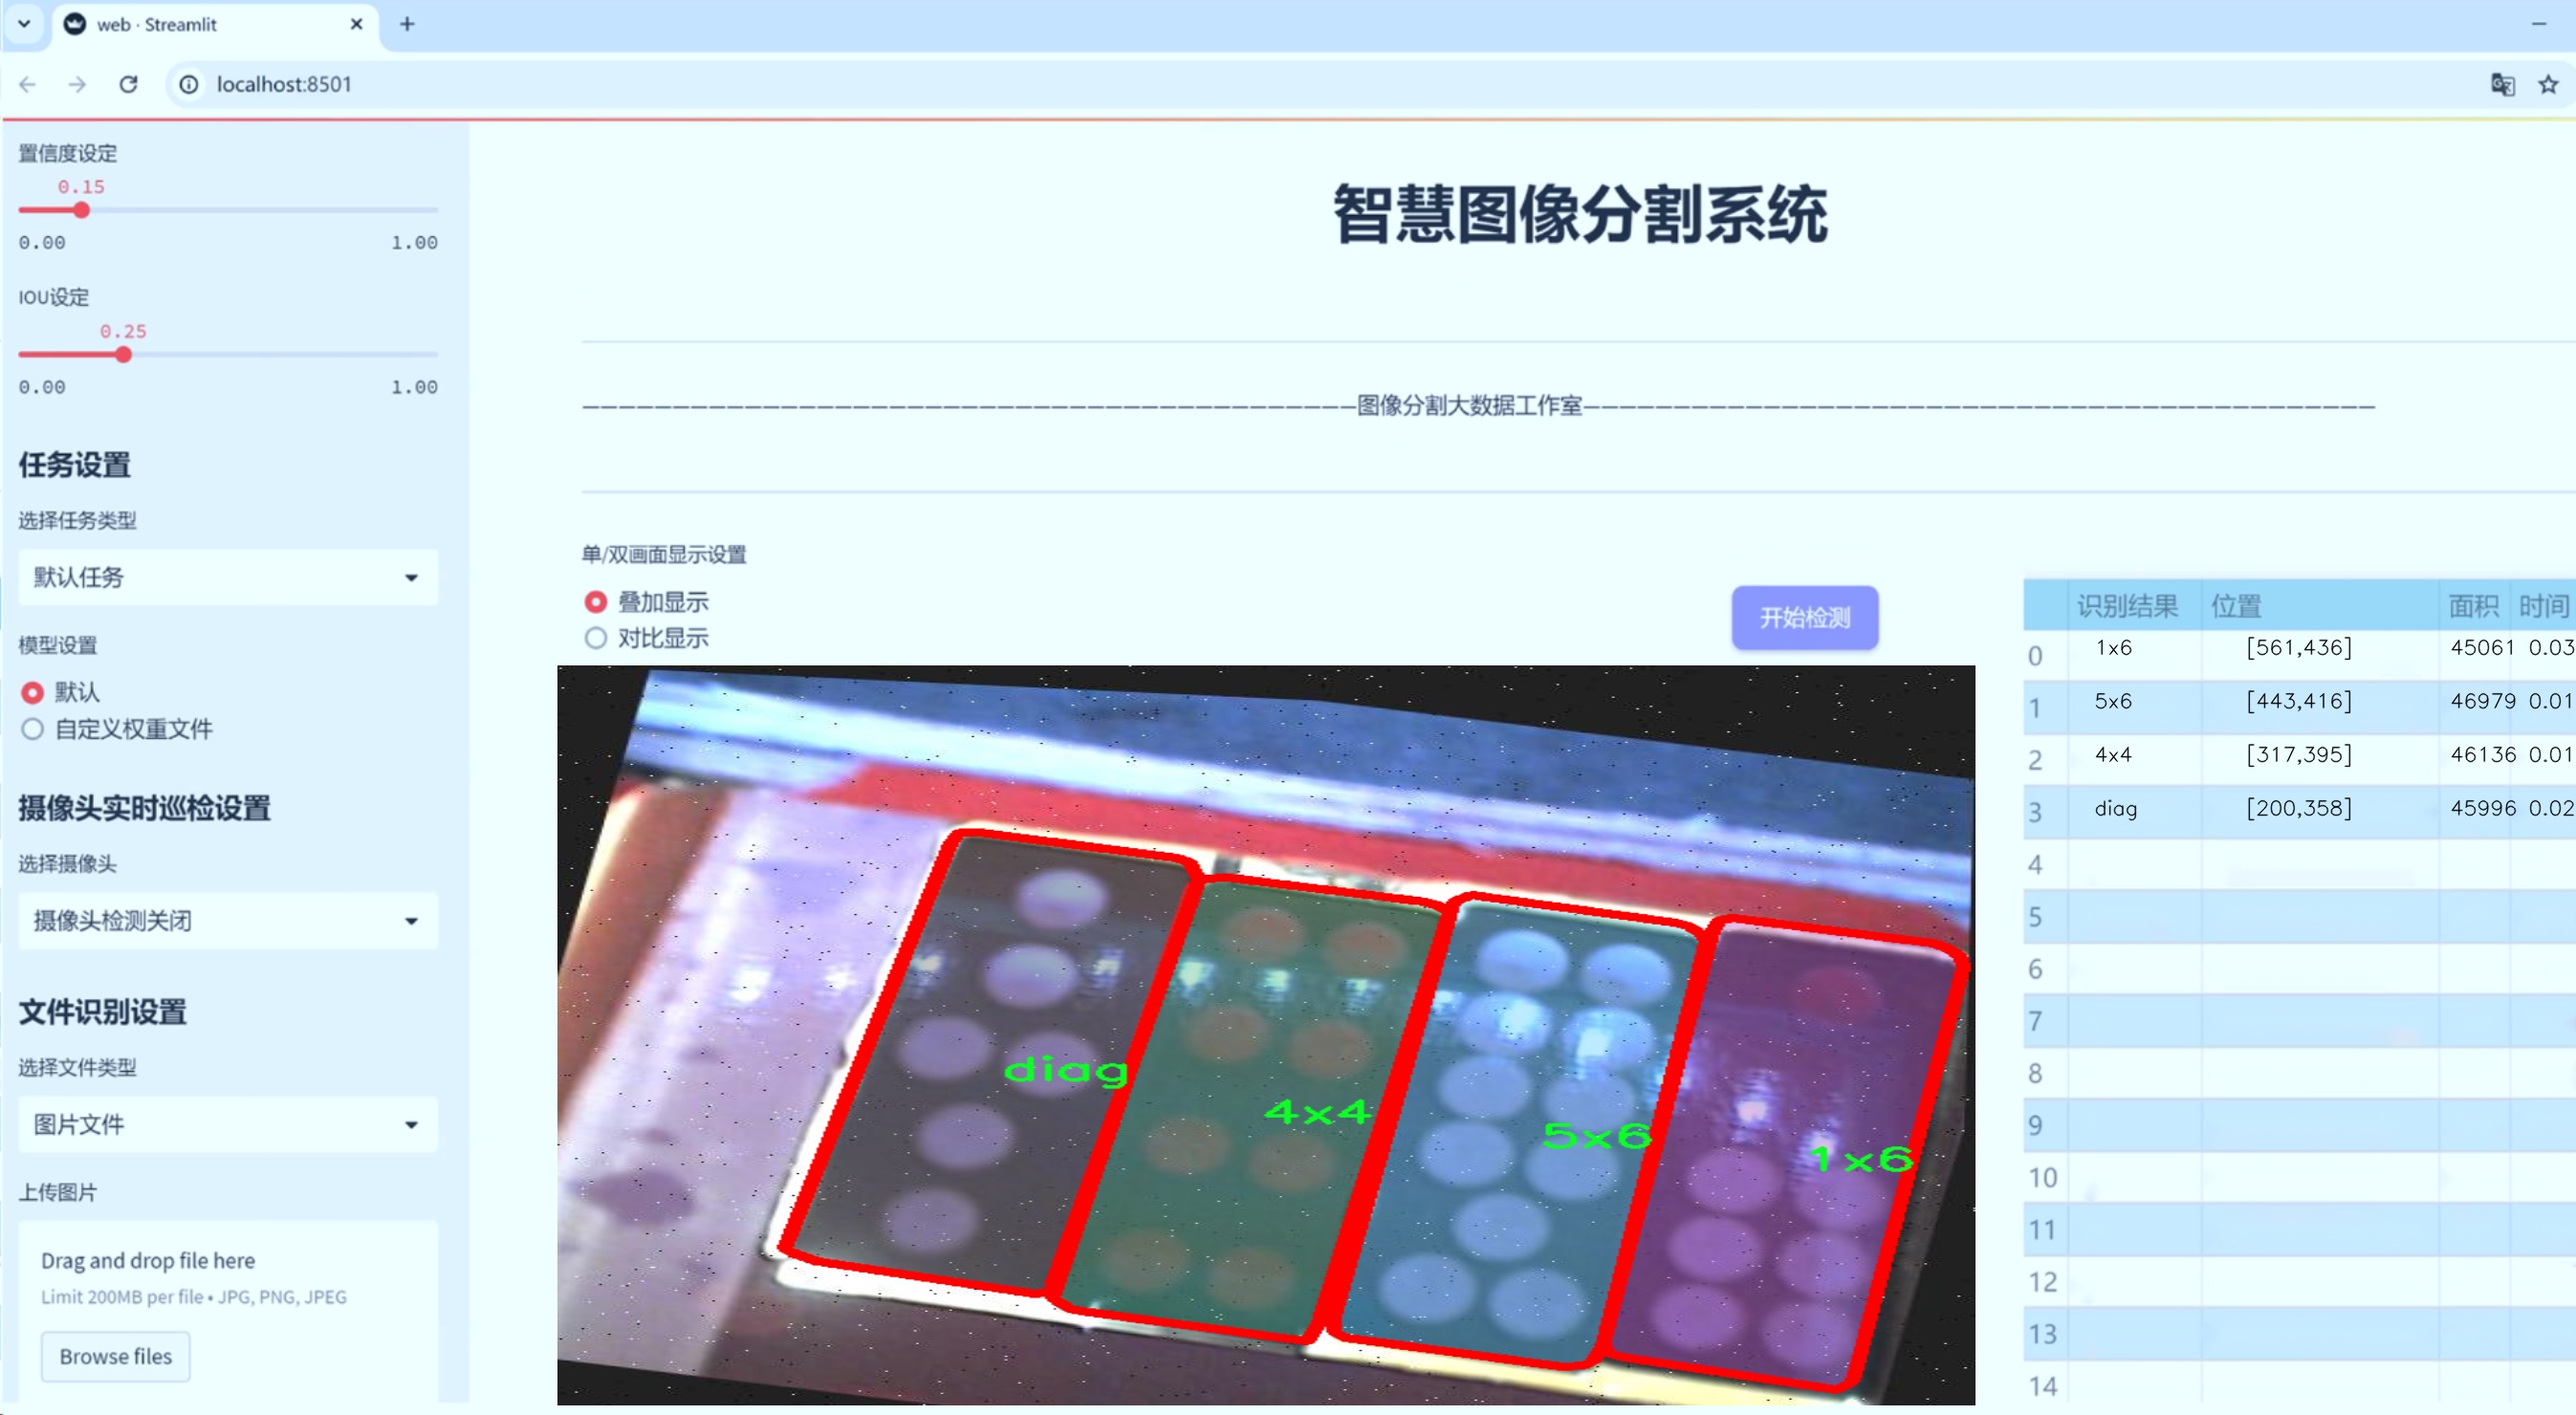 web · Streamlit
localhost:8501
置信度设定
0.15
0.00 1.00
IOU设定
0.25
0.00 1.00
任务设置
选择任务类型
默认任务
模型设置
默认
自定义权重文件
摄像头实时巡检设置
选择摄像头
摄像头检测关闭
文件识别设置
选择文件类型
图片文件
上传图片
Drag and drop file here
Limit 200MB per file • JPG, PNG, JPEG
Browse files
智慧图像分割系统
图像分割大数据工作室
单/双画面显示设置
叠加显示
对比显示
开始检测
diag
4x4
5x6
1x6
识别结果 位置 面积 时间
0 1x6 [561,436] 45061 0.03
1 5x6 [443,416] 46979 0.01
2 4x4 [317,395] 46136 0.01
3 diag [200,358] 45996 0.02
4
5
6
7
8
9
10
11
12
13
14